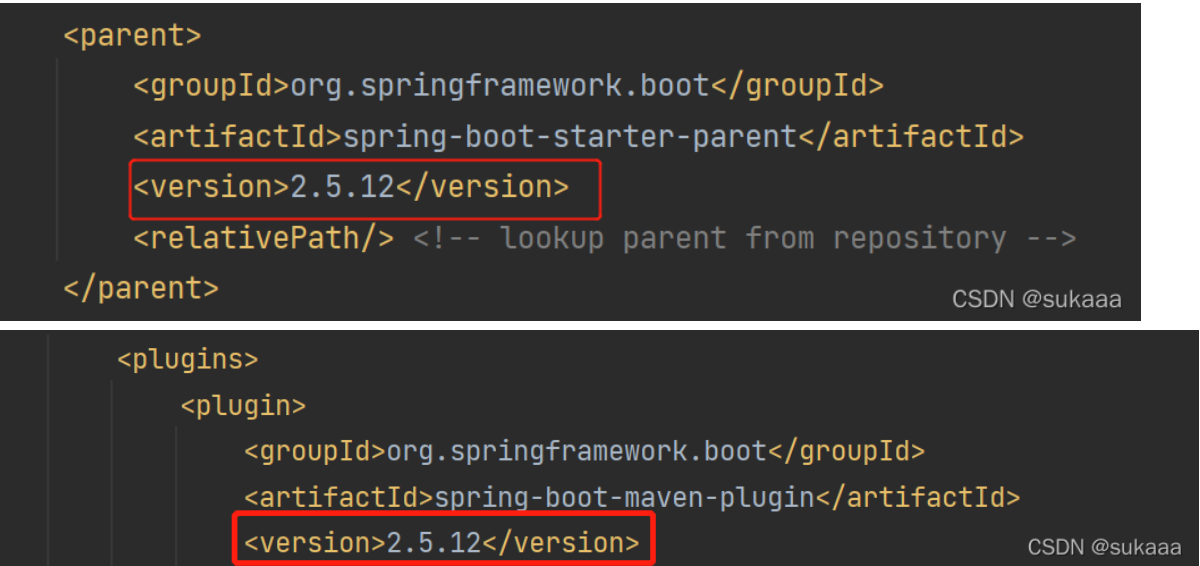 <parent>
<groupId>org.springframework.boot</groupId>
<artifactId>spring-boot-starter-parent</artifactId>
<version>2.5.12</version>
<relativePath/> <!-- lookup parent from repository -->
</parent>
CSDN @sukaaa
<plugins>
<plugin>
<groupId>org.springframework.boot</groupId>
<artifactId>spring-boot-maven-plugin</artifactId>
<version>2.5.12</version>
CSDN @sukaaa